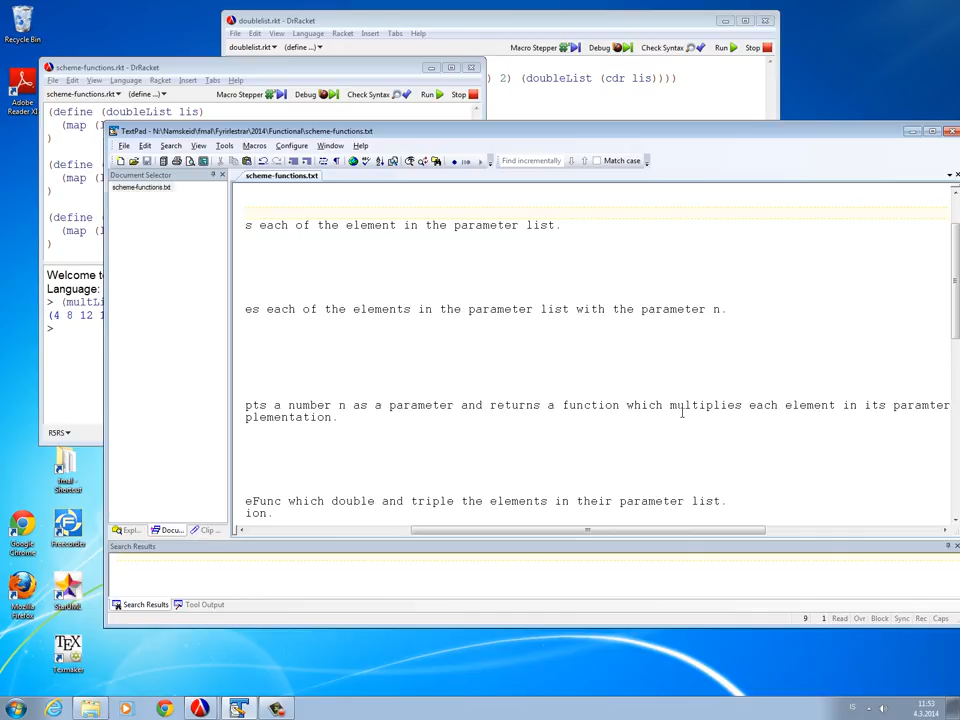 Recycle Bin
Adobe
Reader XI
doublelist.rkt - DrRacket
File Edit View Language Racket Insert Tabs Help
doublelist.rkt (define ...)
Macro Stepper Debug Check Syntax Run Stop
) 2) (doubleList (cdr lis))))
scheme-functions.rkt - DrRacket
File Edit View Language Racket Insert Tabs Help
scheme-functions.rkt (define ...) Macro Stepper Debug Check Syntax Run Stop
(define (doubleList lis)
(map (l
)
(define (
(map (l
)
(define (
(map (l
)
Welcome to
Language:
> (multLi
(4 8 12 1
>
R5RS
TextPad - N:\Namskeid\fmal\Fyrirlestrar\2014\Functional\scheme-functions.txt
File Edit Search View Tools Macros Configure Window Help
Find incrementally Match case
Document Selector
scheme-functions.txt
scheme-functions.txt
s each of the element in the parameter list.
es each of the elements in the parameter list with the parameter n.
pts a number n as a parameter and returns a function which multiplies each element in its paramter
plementation.
eFunc which double and triple the elements in their parameter list.
ion.
Expl... Docu... Clip ...
Search Results
Search Results Tool Output
9 1 Read Ovr Block Sync Rec Caps
fmal -
Shortcut
Google
Chrome
Freecorder
Mozilla
Firefox
StarUML
TEX
Texmaker
IS
11:53
4.3.2014